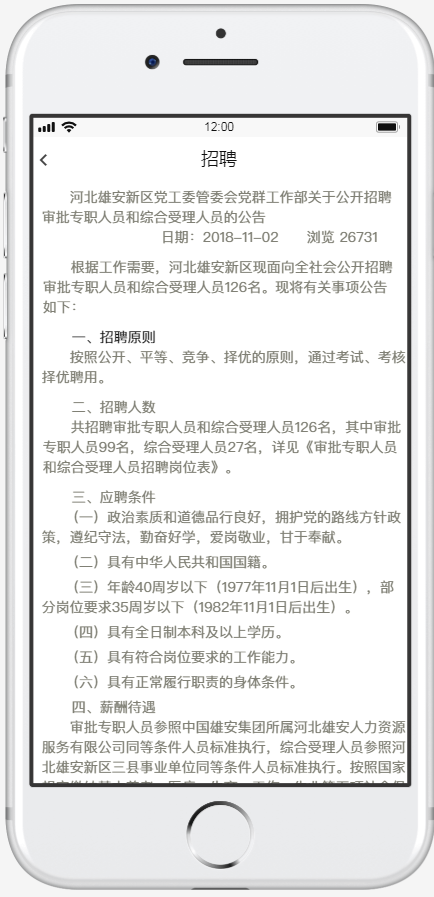 12:00
招聘
河北雄安新区党工委管委会党群工作部关于公开招聘
审批专职人员和综合受理人员的公告
日期：2018-11-02 浏览 26731
根据工作需要，河北雄安新区现面向全社会公开招聘
审批专职人员和综合受理人员126名。现将有关事项公告
如下：
一、招聘原则
按照公开、平等、竞争、择优的原则，通过考试、考核
择优聘用。
二、招聘人数
共招聘审批专职人员和综合受理人员126名，其中审批
专职人员99名，综合受理人员27名，详见《审批专职人员
和综合受理人员招聘岗位表》。
三、应聘条件
（一）政治素质和道德品行良好，拥护党的路线方针政
策，遵纪守法，勤奋好学，爱岗敬业，甘于奉献。
（二）具有中华人民共和国国籍。
（三）年龄40周岁以下（1977年11月1日后出生），部
分岗位要求35周岁以下（1982年11月1日后出生）。
（四）具有全日制本科及以上学历。
（五）具有符合岗位要求的工作能力。
（六）具有正常履行职责的身体条件。
四、薪酬待遇
审批专职人员参照中国雄安集团所属河北雄安人力资源
服务有限公司同等条件人员标准执行，综合受理人员参照河
北雄安新区三县事业单位同等条件人员标准执行。按照国家